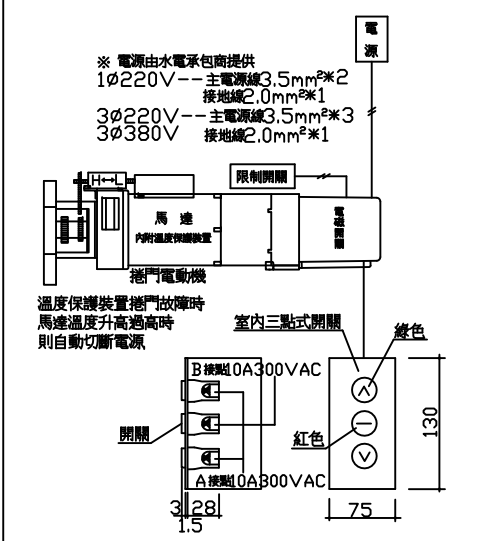 電
源
※ 電源由水電承包商提供
1Ø220V--主電源線3.5mm²*2
接地線2.0mm²*1
3Ø220V--主電源線3.5mm²*3
3Ø380V 接地線2.0mm²*1
H↔L
限制開關
馬 達
內附溫度保護裝置
電磁開關
捲門電動機
溫度保護裝置捲門故障時
馬達溫度升高過高時
則自動切斷電源
室內三點式開關
綠色
B接點10A300VAC
開關
紅色
130
A接點10A300VAC
3 28
1.5
75